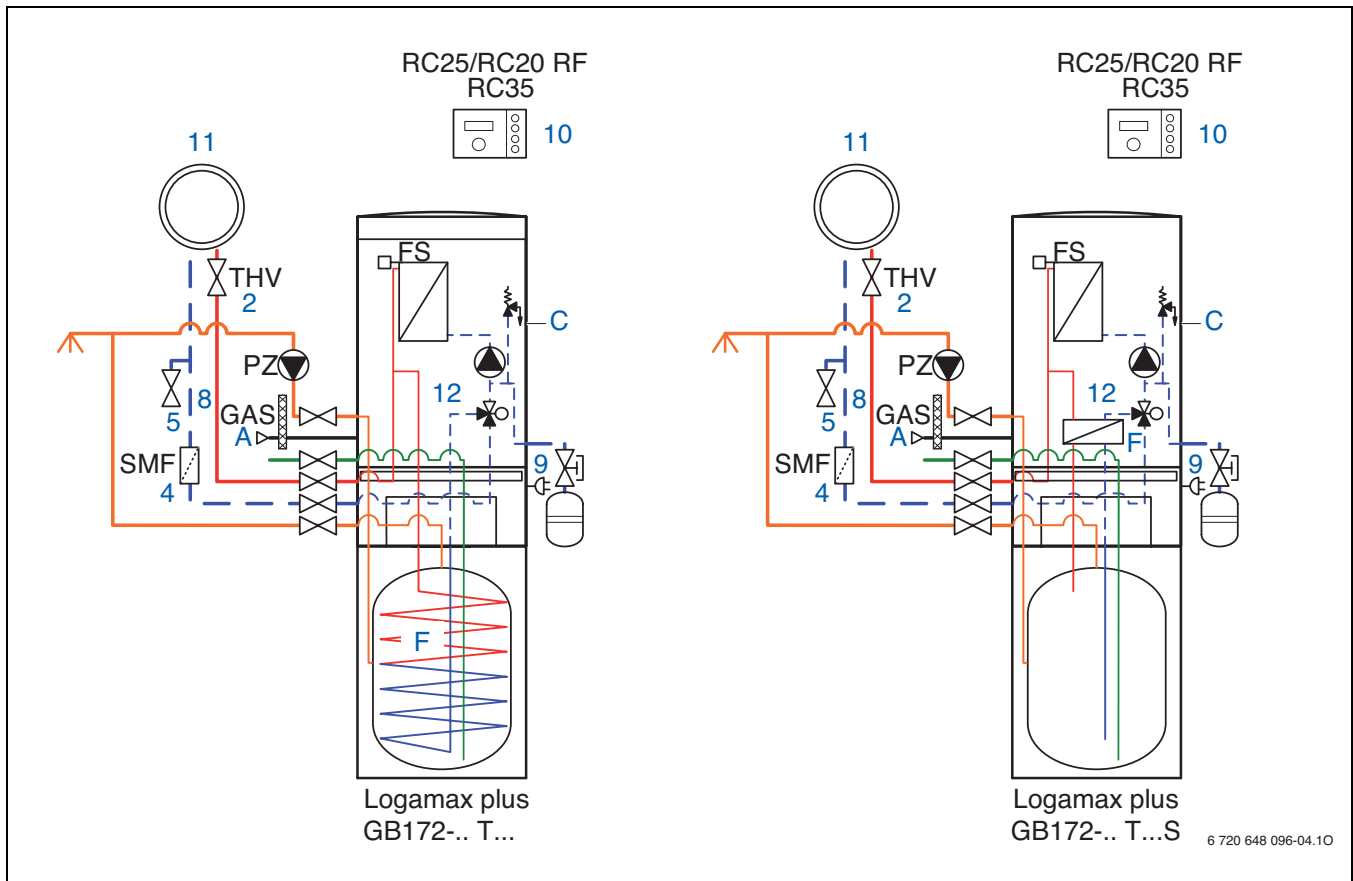 RC25/RC20 RF
RC35
10
11
FS
THV
2
C
PZ
12
8
5
GAS
A
SMF
9
4
F
Logamax plus
GB172-.. T...
RC25/RC20 RF
RC35
10
11
FS
THV
2
C
PZ
12
8
5
GAS
A
F
SMF
9
4
Logamax plus
GB172-.. T...S
6 720 648 096-04.1O